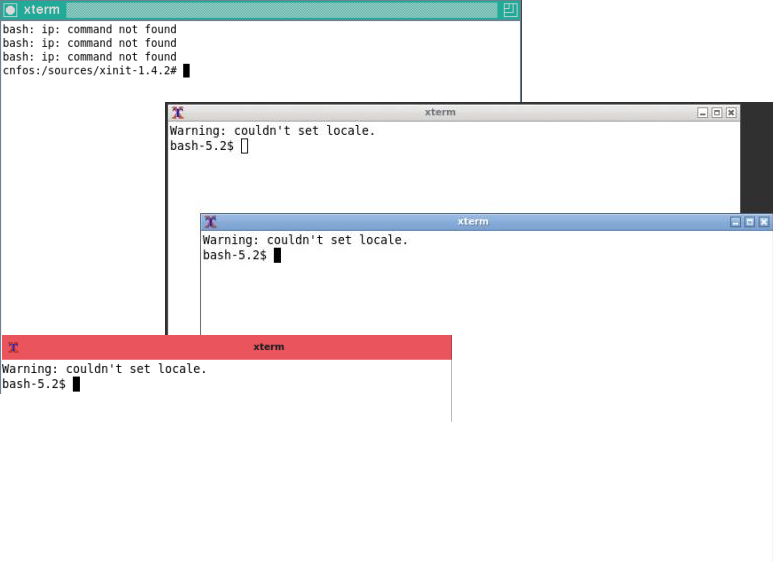 xterm
bash: ip: command not found
bash: ip: command not found
bash: ip: command not found
cnfos:/sources/xinit-1.4.2#
xterm
Warning: couldn't set locale.
bash-5.2$
xterm
Warning: couldn't set locale.
bash-5.2$
xterm
Warning: couldn't set locale.
bash-5.2$